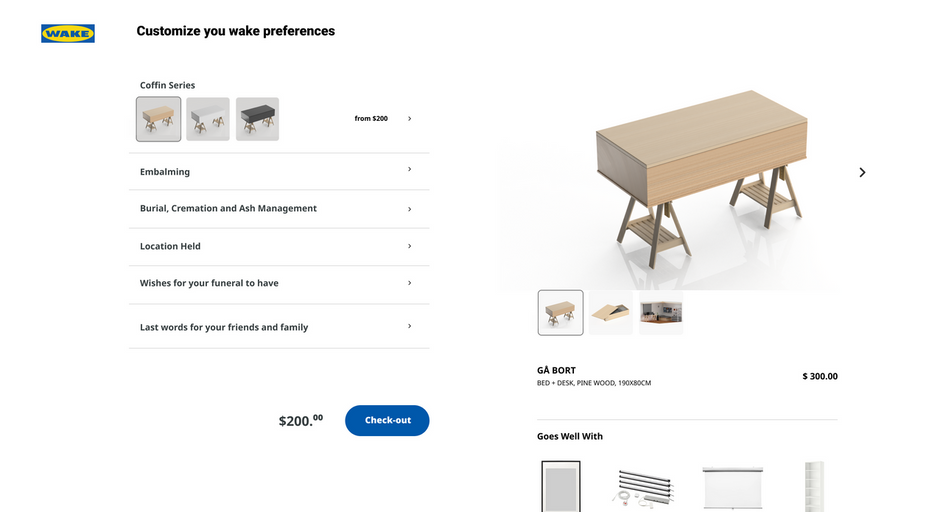 WAKE
Customize you wake preferences
Coffin Series
from $200
Embalming
Burial, Cremation and Ash Management
Location Held
Wishes for your funeral to have
Last words for your friends and family
$200.00
Check-out
GÅ BORT
$ 300.00
BED + DESK, PINE WOOD, 190X80CM
Goes Well With